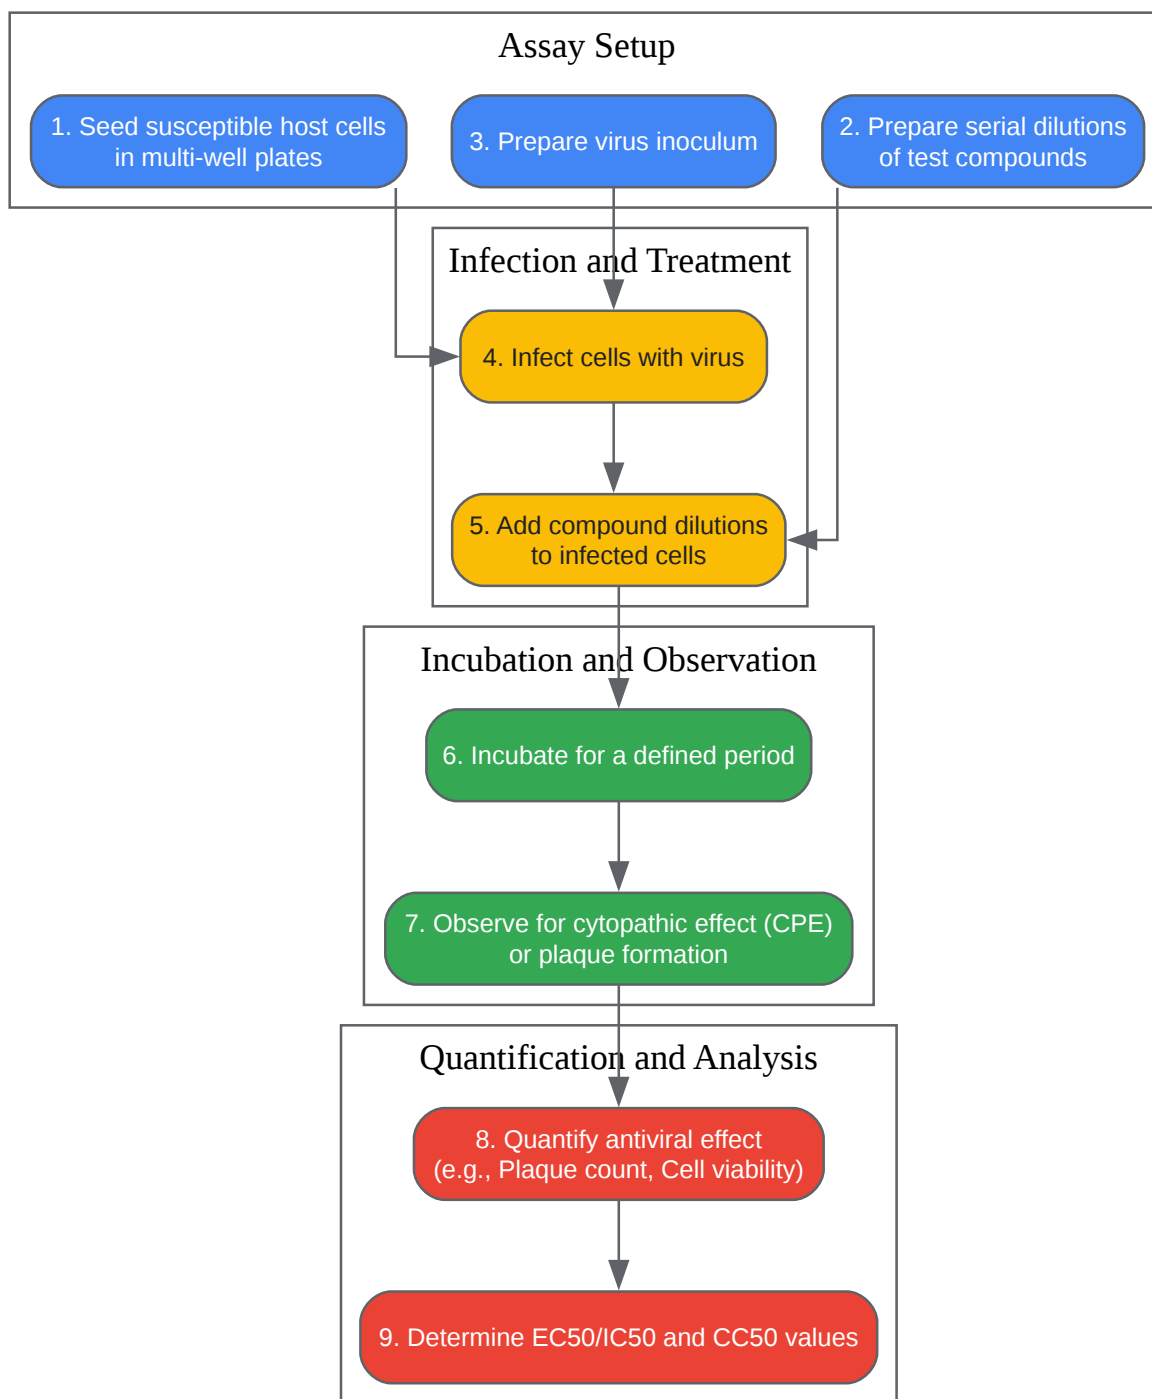 Assay Setup
1. Seed susceptible host cells
in multi-well plates
3. Prepare virus inoculum
2. Prepare serial dilutions
of test compounds
Infection and Treatment
4. Infect cells with virus
5. Add compound dilutions
to infected cells
Incubation and Observation
6. Incubate for a defined period
7. Observe for cytopathic effect (CPE)
or plaque formation
Quantification and Analysis
8. Quantify antiviral effect
(e.g., Plaque count, Cell viability)
9. Determine EC50/IC50 and CC50 values